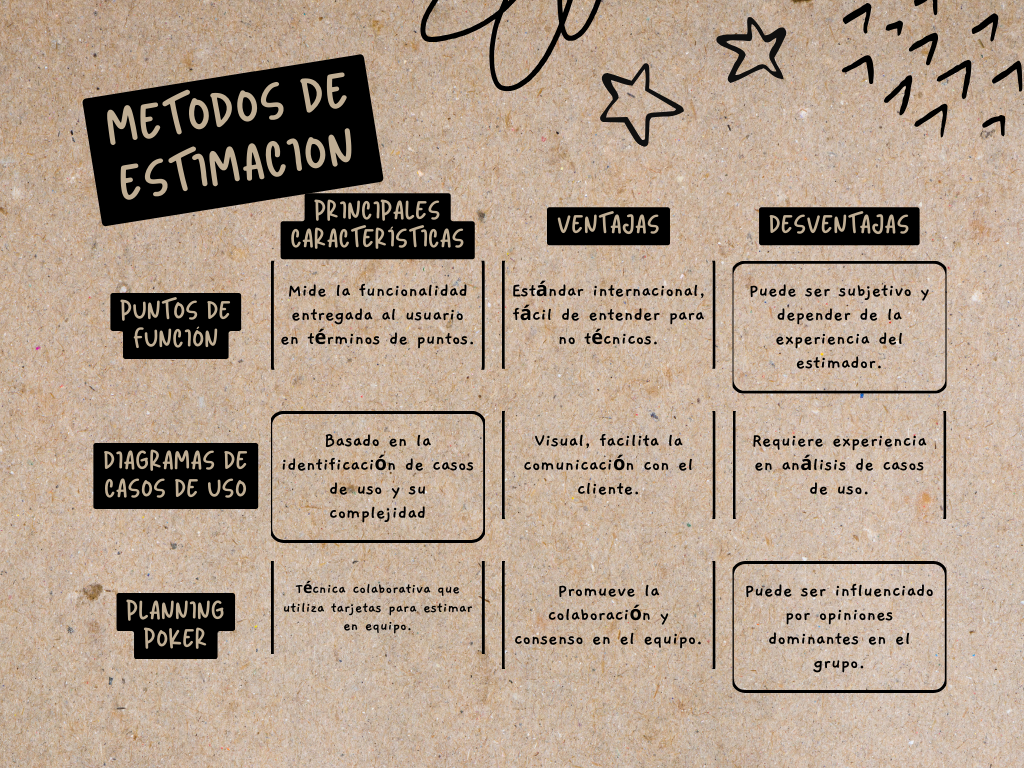 METODOS DE
ESTIMACION
PRINCIPALES
CARACTERÍSTICAS
VENTAJAS
DESVENTAJAS
PUNTOS DE
FUNCIÓN
Mide la funcionalidad
entregada al usuario
en términos de puntos.
Estándar internacional,
fácil de entender para
no técnicos.
Puede ser subjetivo y
depender de la
experiencia del
estimador.
DIAGRAMAS DE
CASOS DE USO
Basado en la
identificación de casos
de uso y su
complejidad
Visual, facilita la
comunicación con el
cliente.
Requiere experiencia
en análisis de casos
de uso.
PLANNING
POKER
Técnica colaborativa que
utiliza tarjetas para estimar
en equipo.
Promueve la
colaboración y
consenso en el equipo.
Puede ser influenciado
por opiniones
dominantes en el
grupo.